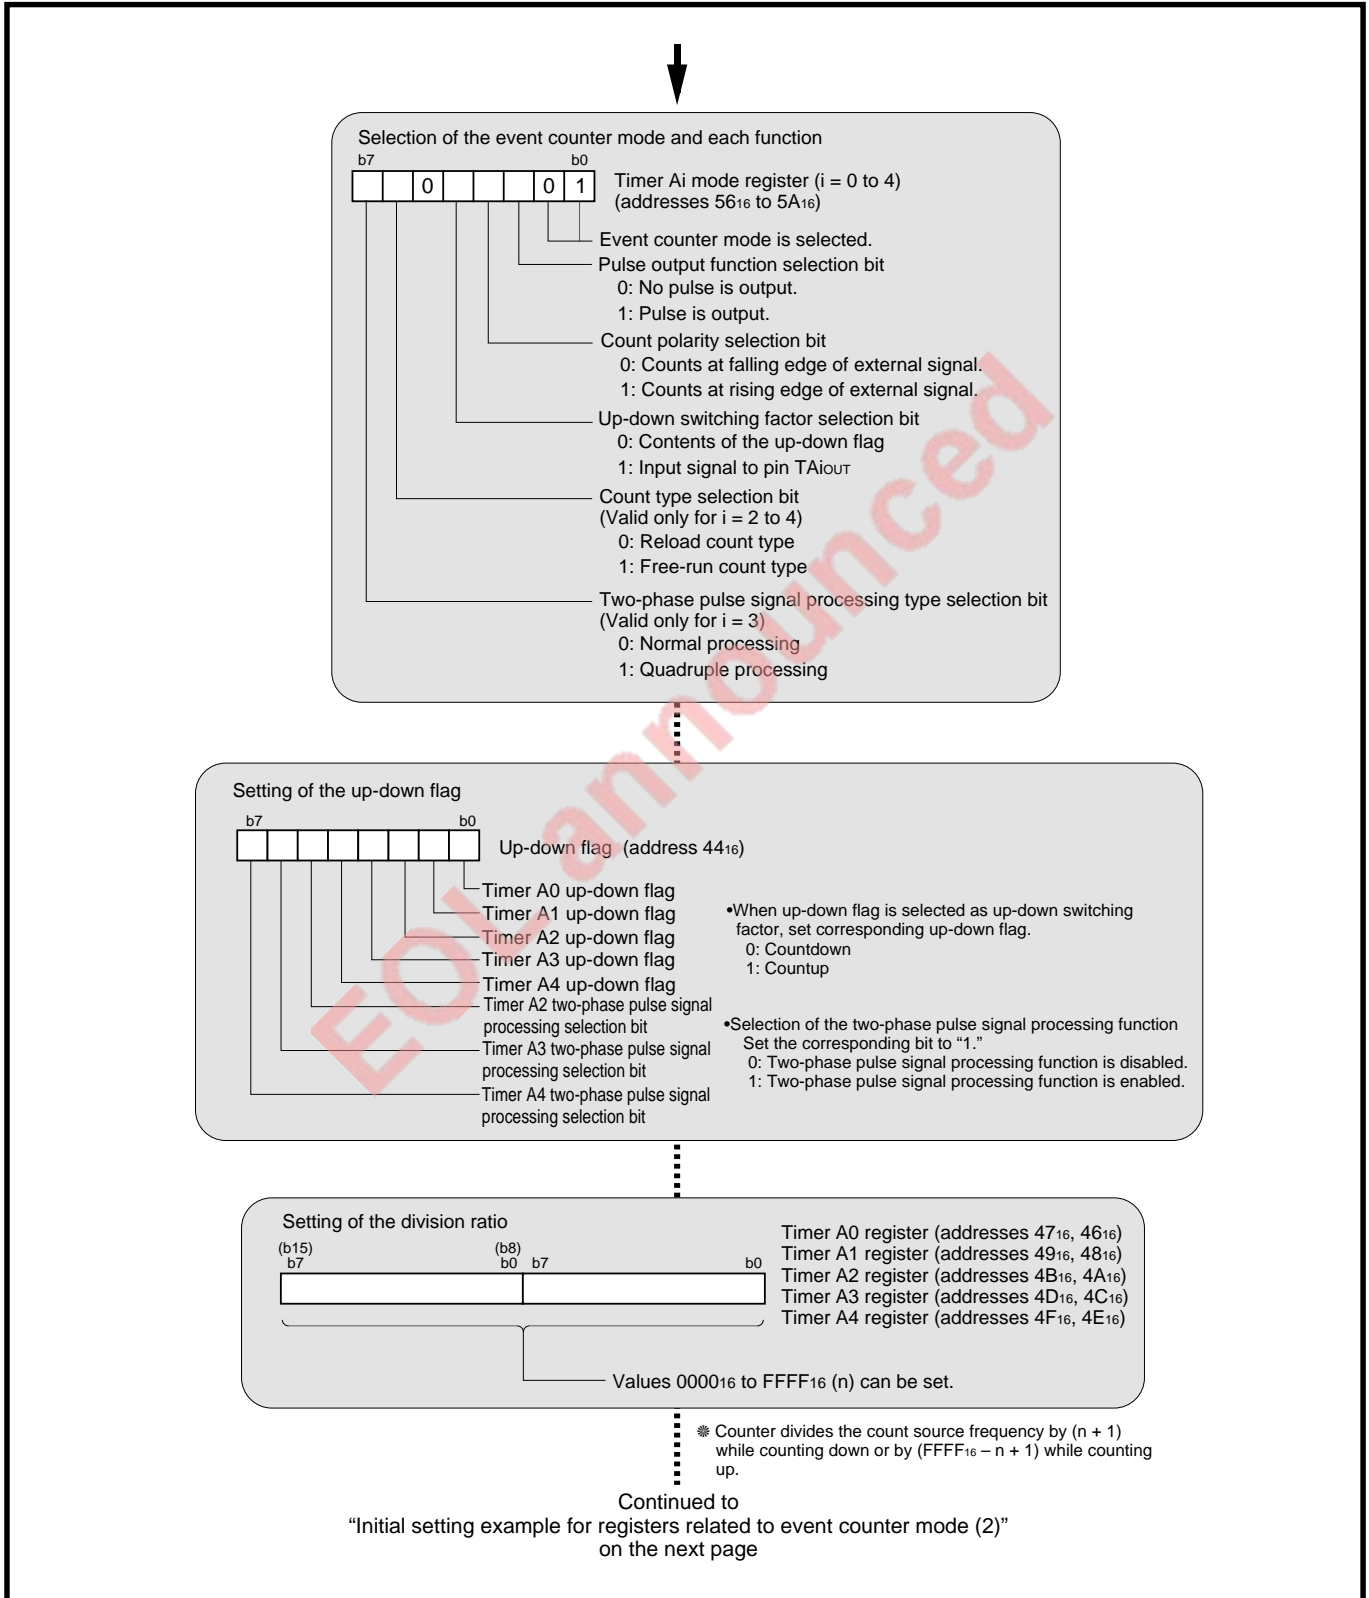 Selection of the event counter mode and each function
b7 b0
0 0 1
Timer Ai mode register (i = 0 to 4)
(addresses 5616 to 5A16)
Event counter mode is selected.
Pulse output function selection bit
0: No pulse is output.
1: Pulse is output.
Count polarity selection bit
0: Counts at falling edge of external signal.
1: Counts at rising edge of external signal.
Up-down switching factor selection bit
0: Contents of the up-down flag
1: Input signal to pin TAiOUT
Count type selection bit
(Valid only for i = 2 to 4)
0: Reload count type
1: Free-run count type
Two-phase pulse signal processing type selection bit
(Valid only for i = 3)
0: Normal processing
1: Quadruple processing
EOL announced
Setting of the up-down flag
b7 b0
Up-down flag (address 4416)
Timer A0 up-down flag
Timer A1 up-down flag
Timer A2 up-down flag
Timer A3 up-down flag
Timer A4 up-down flag
Timer A2 two-phase pulse signal
processing selection bit
Timer A3 two-phase pulse signal
processing selection bit
Timer A4 two-phase pulse signal
processing selection bit
•When up-down flag is selected as up-down switching
factor, set corresponding up-down flag.
0: Countdown
1: Countup
•Selection of the two-phase pulse signal processing function
Set the corresponding bit to “1.”
0: Two-phase pulse signal processing function is disabled.
1: Two-phase pulse signal processing function is enabled.
Setting of the division ratio
(b15) (b8)
b7 b0 b7 b0
Timer A0 register (addresses 4716, 4616)
Timer A1 register (addresses 4916, 4816)
Timer A2 register (addresses 4B16, 4A16)
Timer A3 register (addresses 4D16, 4C16)
Timer A4 register (addresses 4F16, 4E16)
Values 000016 to FFFF16 (n) can be set.
❋ Counter divides the count source frequency by (n + 1)
while counting down or by (FFFF16 – n + 1) while counting
up.
Continued to
“Initial setting example for registers related to event counter mode (2)”
on the next page